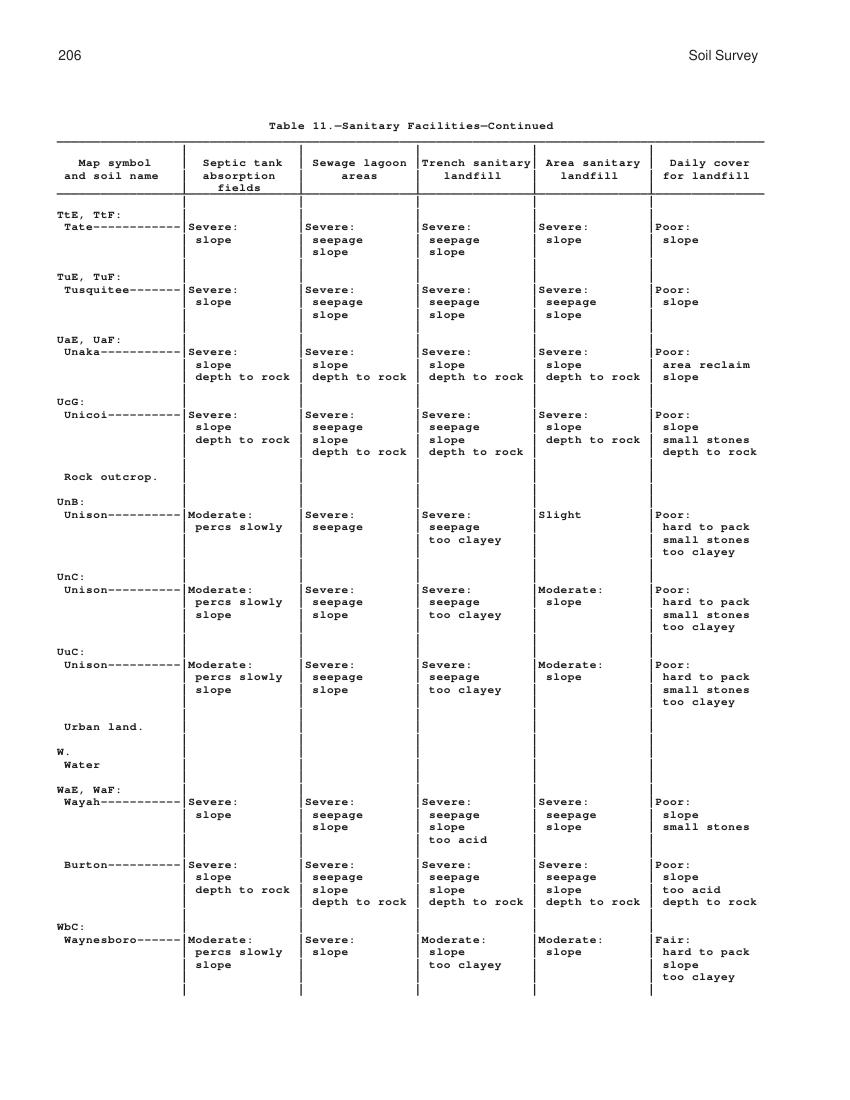 206 Soil Survey
Table 11.—Sanitary Facilities—Continued
Map symbol | Septic tank | Sewage lagoon | Trench sanitary | Area sanitary | Daily cover
and soil name | absorption | areas | landfill | landfill | for landfill
fields
TtE, TtF:
Tate------------|Severe: |Severe: |Severe: |Severe: |Poor:
| slope | seepage | seepage | slope | slope
| | slope | slope | |
TuE, TuF:
Tusquitee-------|Severe: |Severe: |Severe: |Severe: |Poor:
| slope | seepage | seepage | seepage | slope
| | slope | slope | slope |
UaE, UaF:
Unaka-----------|Severe: |Severe: |Severe: |Severe: |Poor:
| slope | slope | slope | slope | area reclaim
| depth to rock | depth to rock | depth to rock | depth to rock | slope
UcG:
Unicoi----------|Severe: |Severe: |Severe: |Severe: |Poor:
| slope | seepage | seepage | slope | slope
| depth to rock | slope | slope | depth to rock | small stones
| | depth to rock | depth to rock | | depth to rock
Rock outcrop.
UnB:
Unison----------|Moderate: |Severe: |Severe: |Slight |Poor:
| percs slowly | seepage | seepage | | hard to pack
| | | too clayey | | small stones
| | | | | too clayey
UnC:
Unison----------|Moderate: |Severe: |Severe: |Moderate: |Poor:
| percs slowly | seepage | seepage | slope | hard to pack
| slope | slope | too clayey | | small stones
| | | | | too clayey
UuC:
Unison----------|Moderate: |Severe: |Severe: |Moderate: |Poor:
| percs slowly | seepage | seepage | slope | hard to pack
| slope | slope | too clayey | | small stones
| | | | | too clayey
Urban land.
W.
Water
WaE, WaF:
Wayah-----------|Severe: |Severe: |Severe: |Severe: |Poor:
| slope | seepage | seepage | seepage | slope
| | slope | slope | slope | small stones
| | | too acid | |
Burton----------|Severe: |Severe: |Severe: |Severe: |Poor:
| slope | seepage | seepage | seepage | slope
| depth to rock | slope | slope | slope | too acid
| | depth to rock | depth to rock | depth to rock | depth to rock
WbC:
Waynesboro------|Moderate: |Severe: |Moderate: |Moderate: |Fair:
| percs slowly | slope | slope | slope | hard to pack
| slope | | too clayey | | slope
| | | | | too clayey